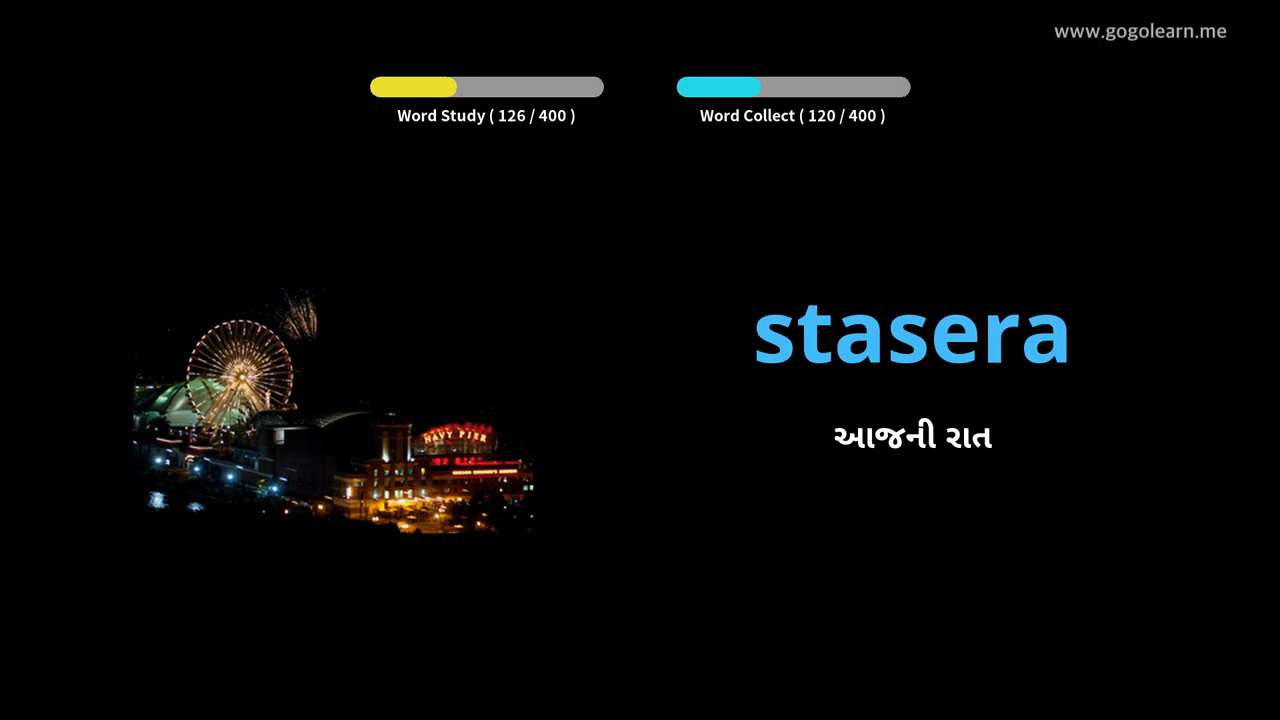 www.gogolearn.me
Word Study ( 126 / 400 )
Word Collect ( 120 / 400 )
stasera
આજની રાત
NAVY PIER